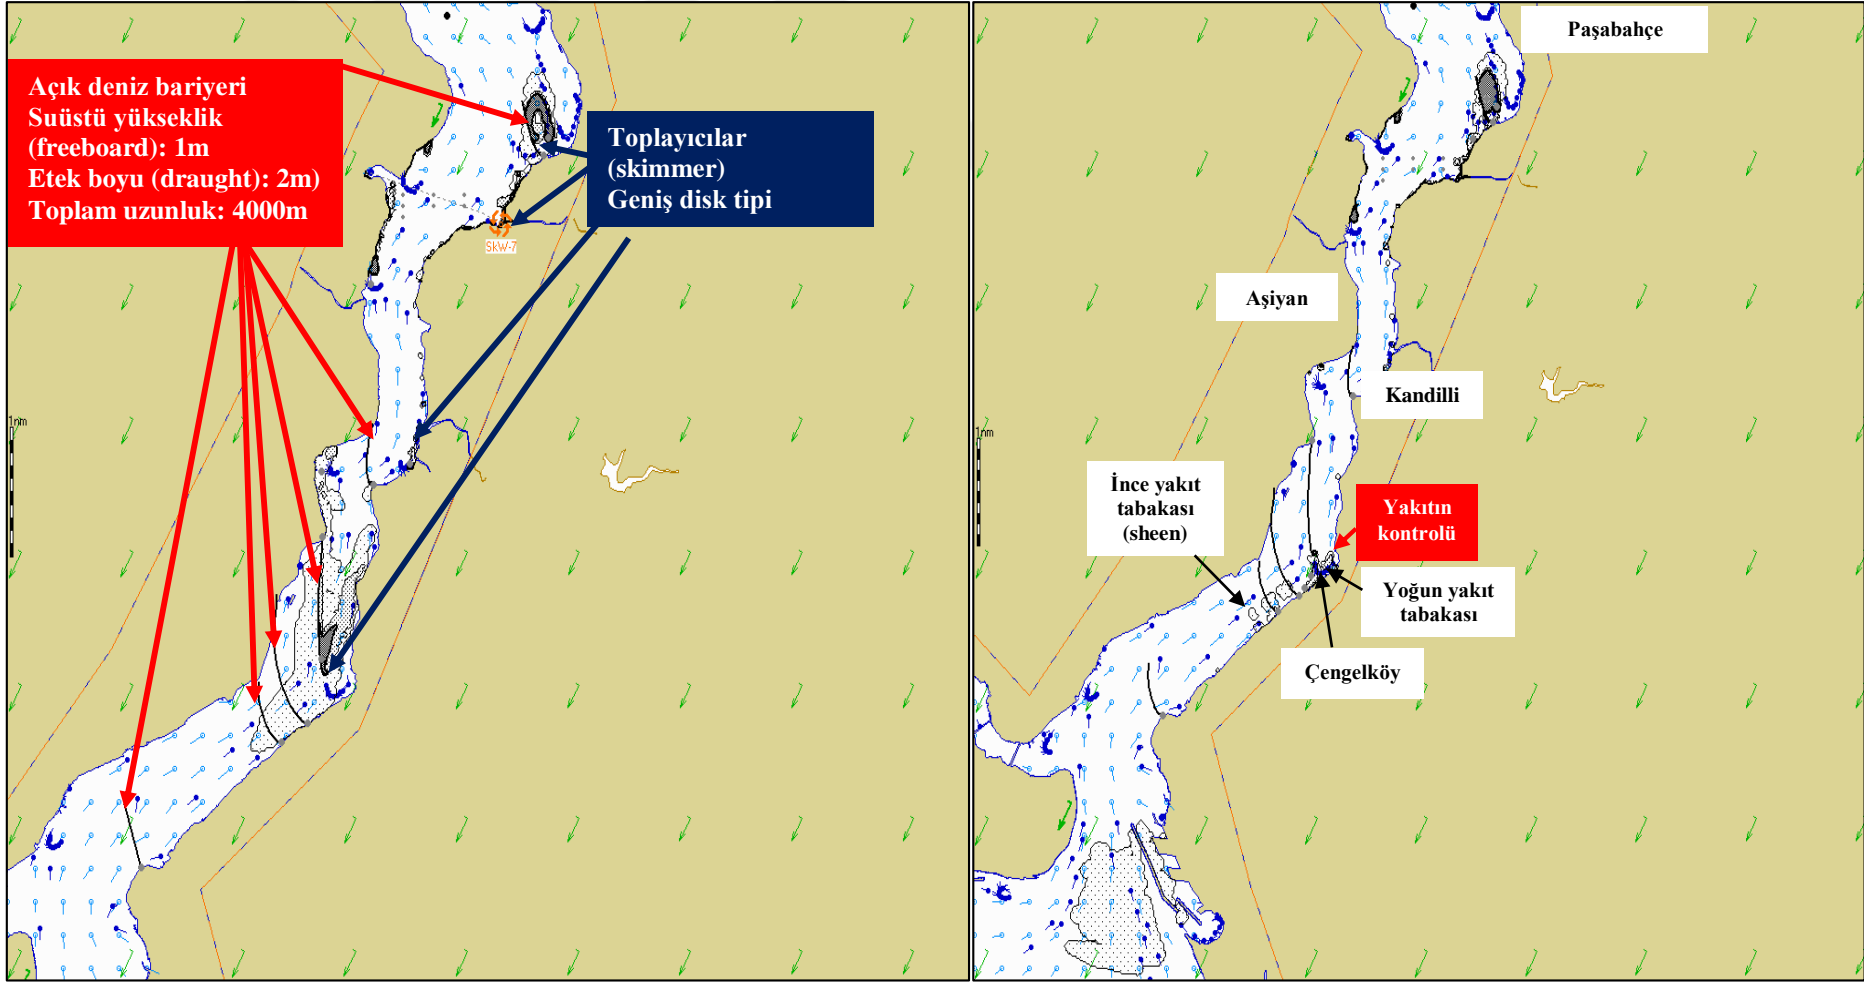 Açık deniz bariyeri
Suüstü yükseklik
(freeboard): 1m
Etek boyu (draught): 2m)
Toplam uzunluk: 4000m
Toplayıcılar
(skimmer)
Geniş disk tipi
SkW-7
1nm
Paşabahçe
Aşiyan
Kandilli
1nm
İnce yakıt
tabakası
(sheen)
Yakıtın
kontrolü
Yoğun yakıt
tabakası
Çengelköy